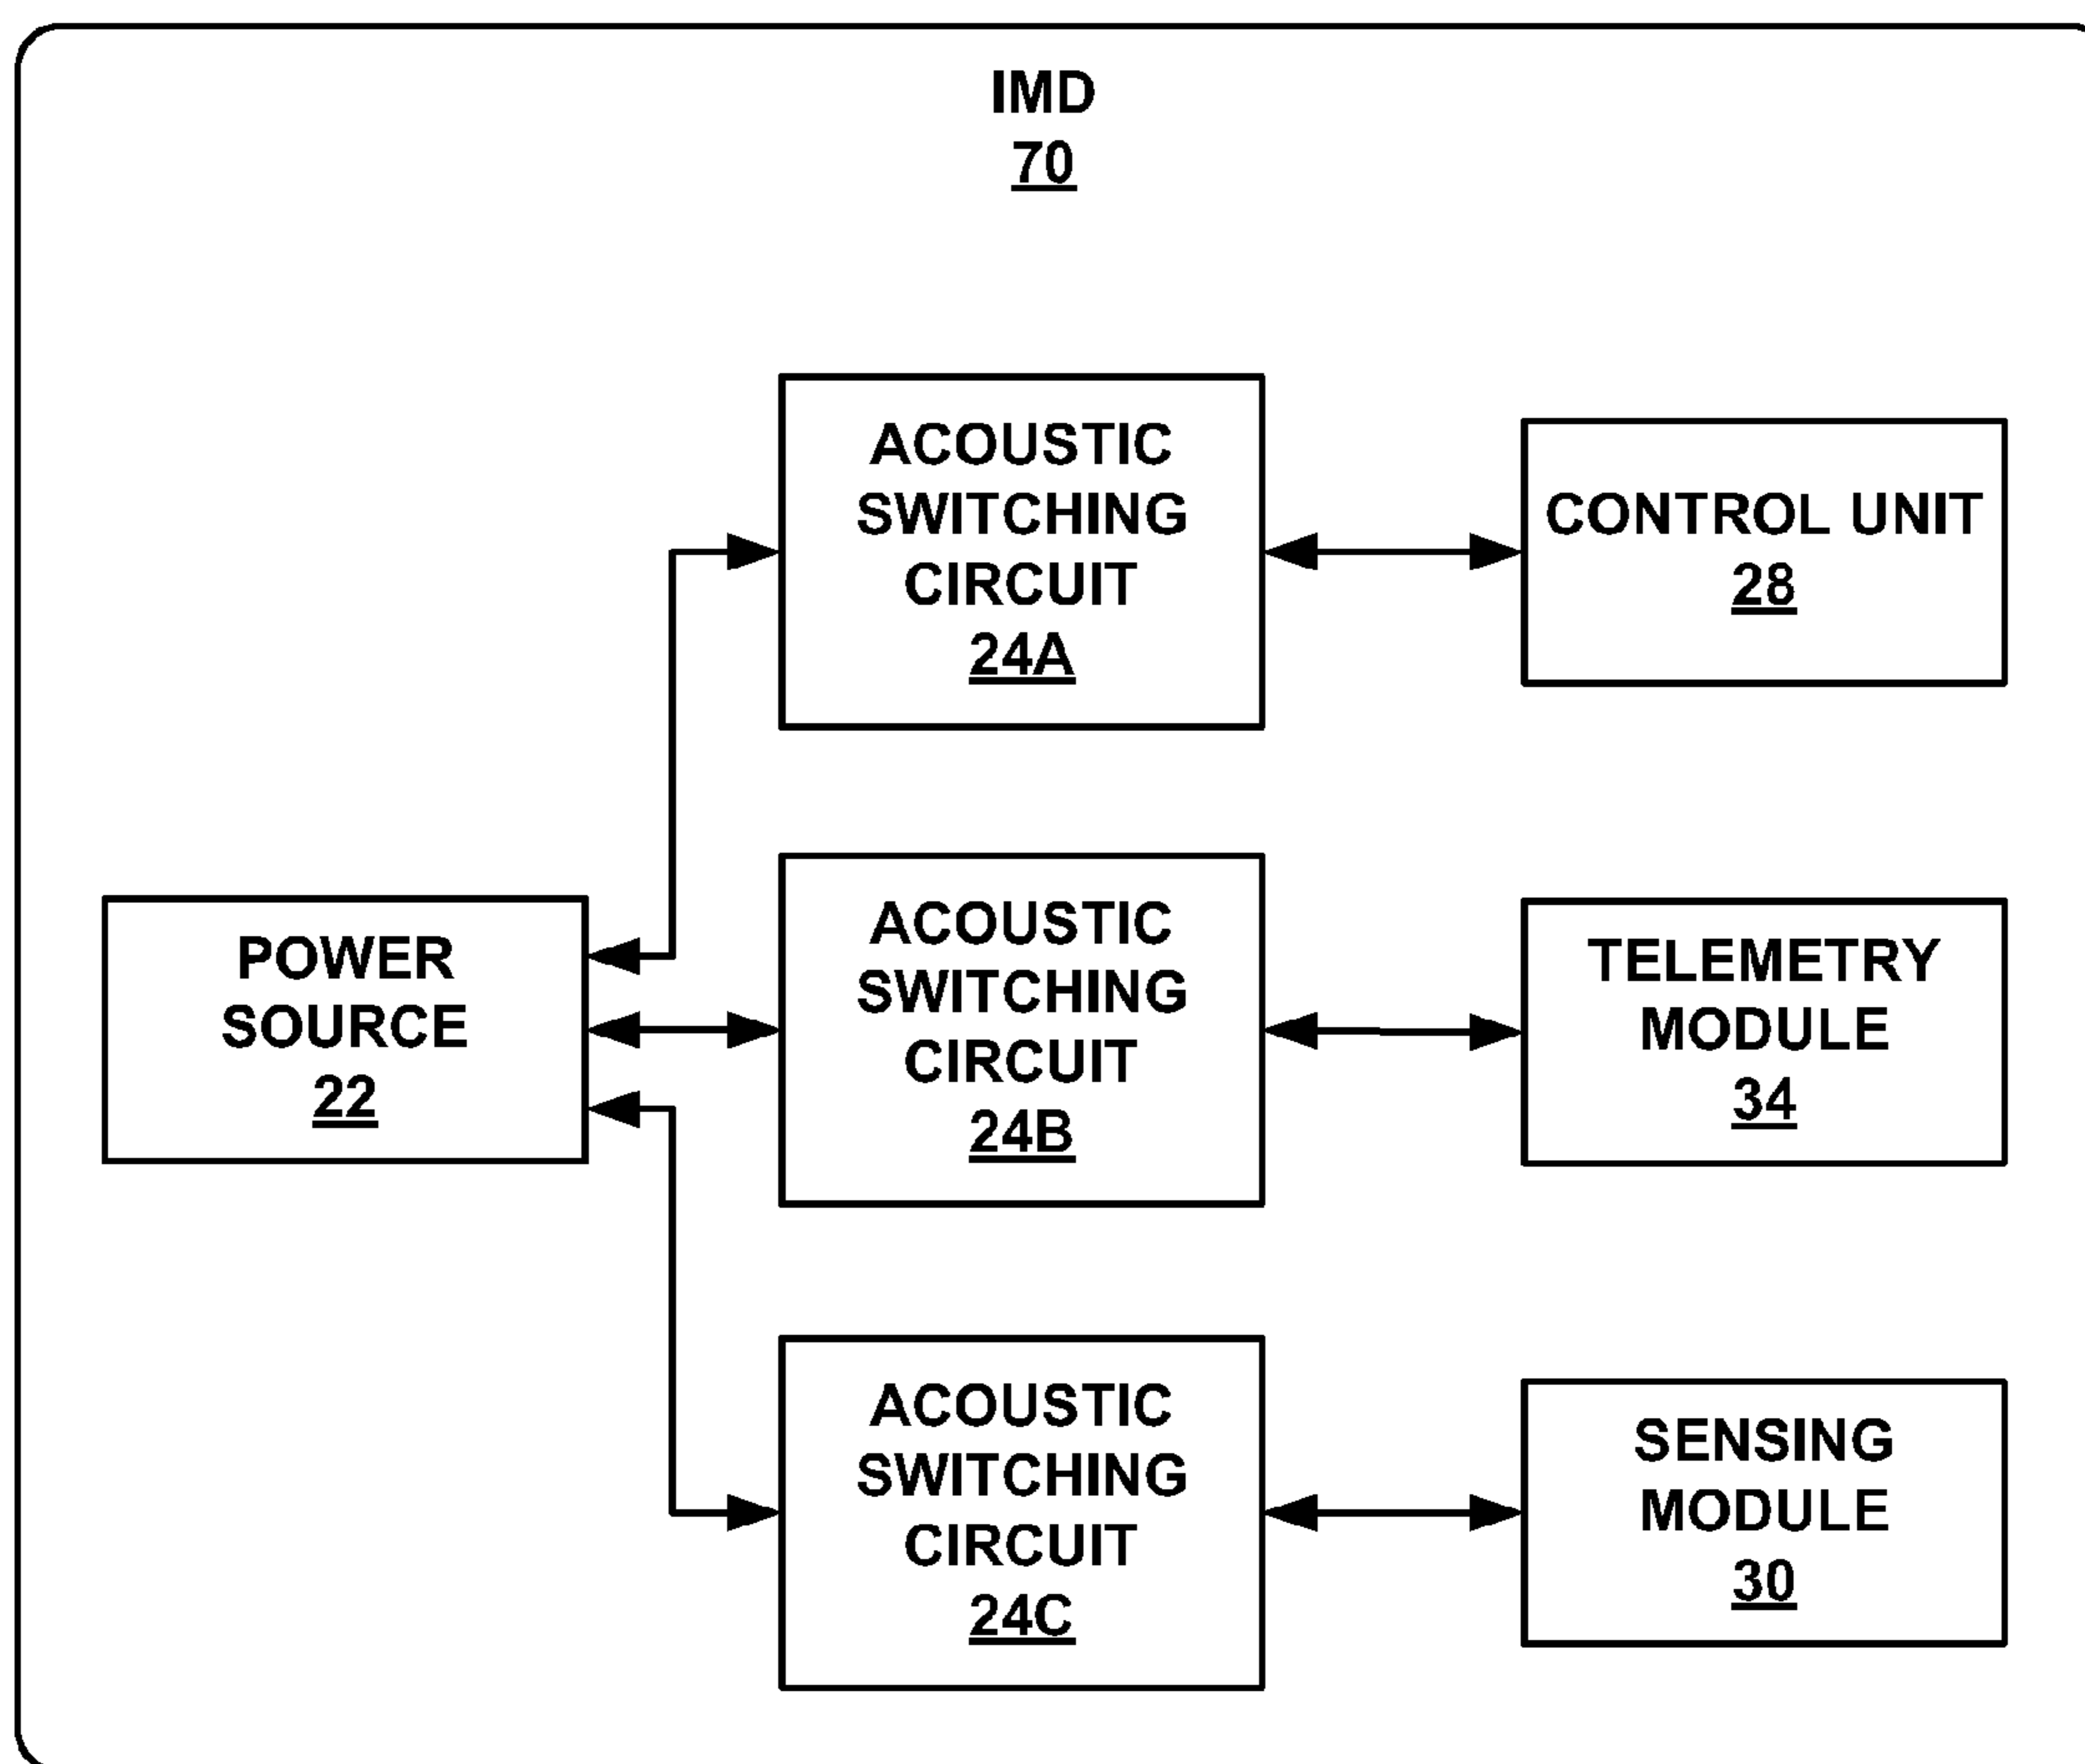 IMD
70
ACOUSTIC
SWITCHING
CIRCUIT
24A
CONTROL UNIT
28
POWER
SOURCE
22
ACOUSTIC
SWITCHING
CIRCUIT
24B
TELEMETRY
MODULE
34
ACOUSTIC
SWITCHING
CIRCUIT
24C
SENSING
MODULE
30